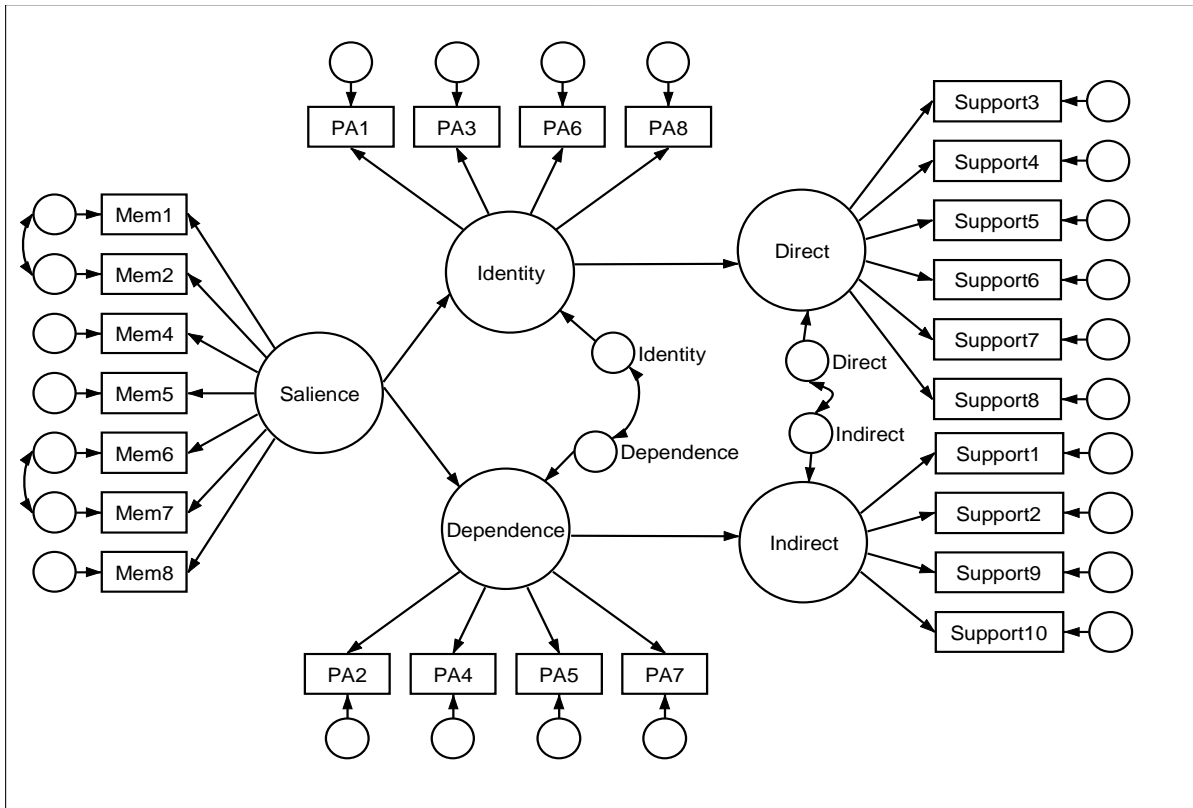 PA1
PA3
PA6
PA8
Mem1
Mem2
Mem4
Mem5
Mem6
Mem7
Mem8
Salience
Identity
Identity
Dependence
Dependence
PA2
PA4
PA5
PA7
Direct
Direct
Indirect
Indirect
Support3
Support4
Support5
Support6
Support7
Support8
Support1
Support2
Support9
Support10